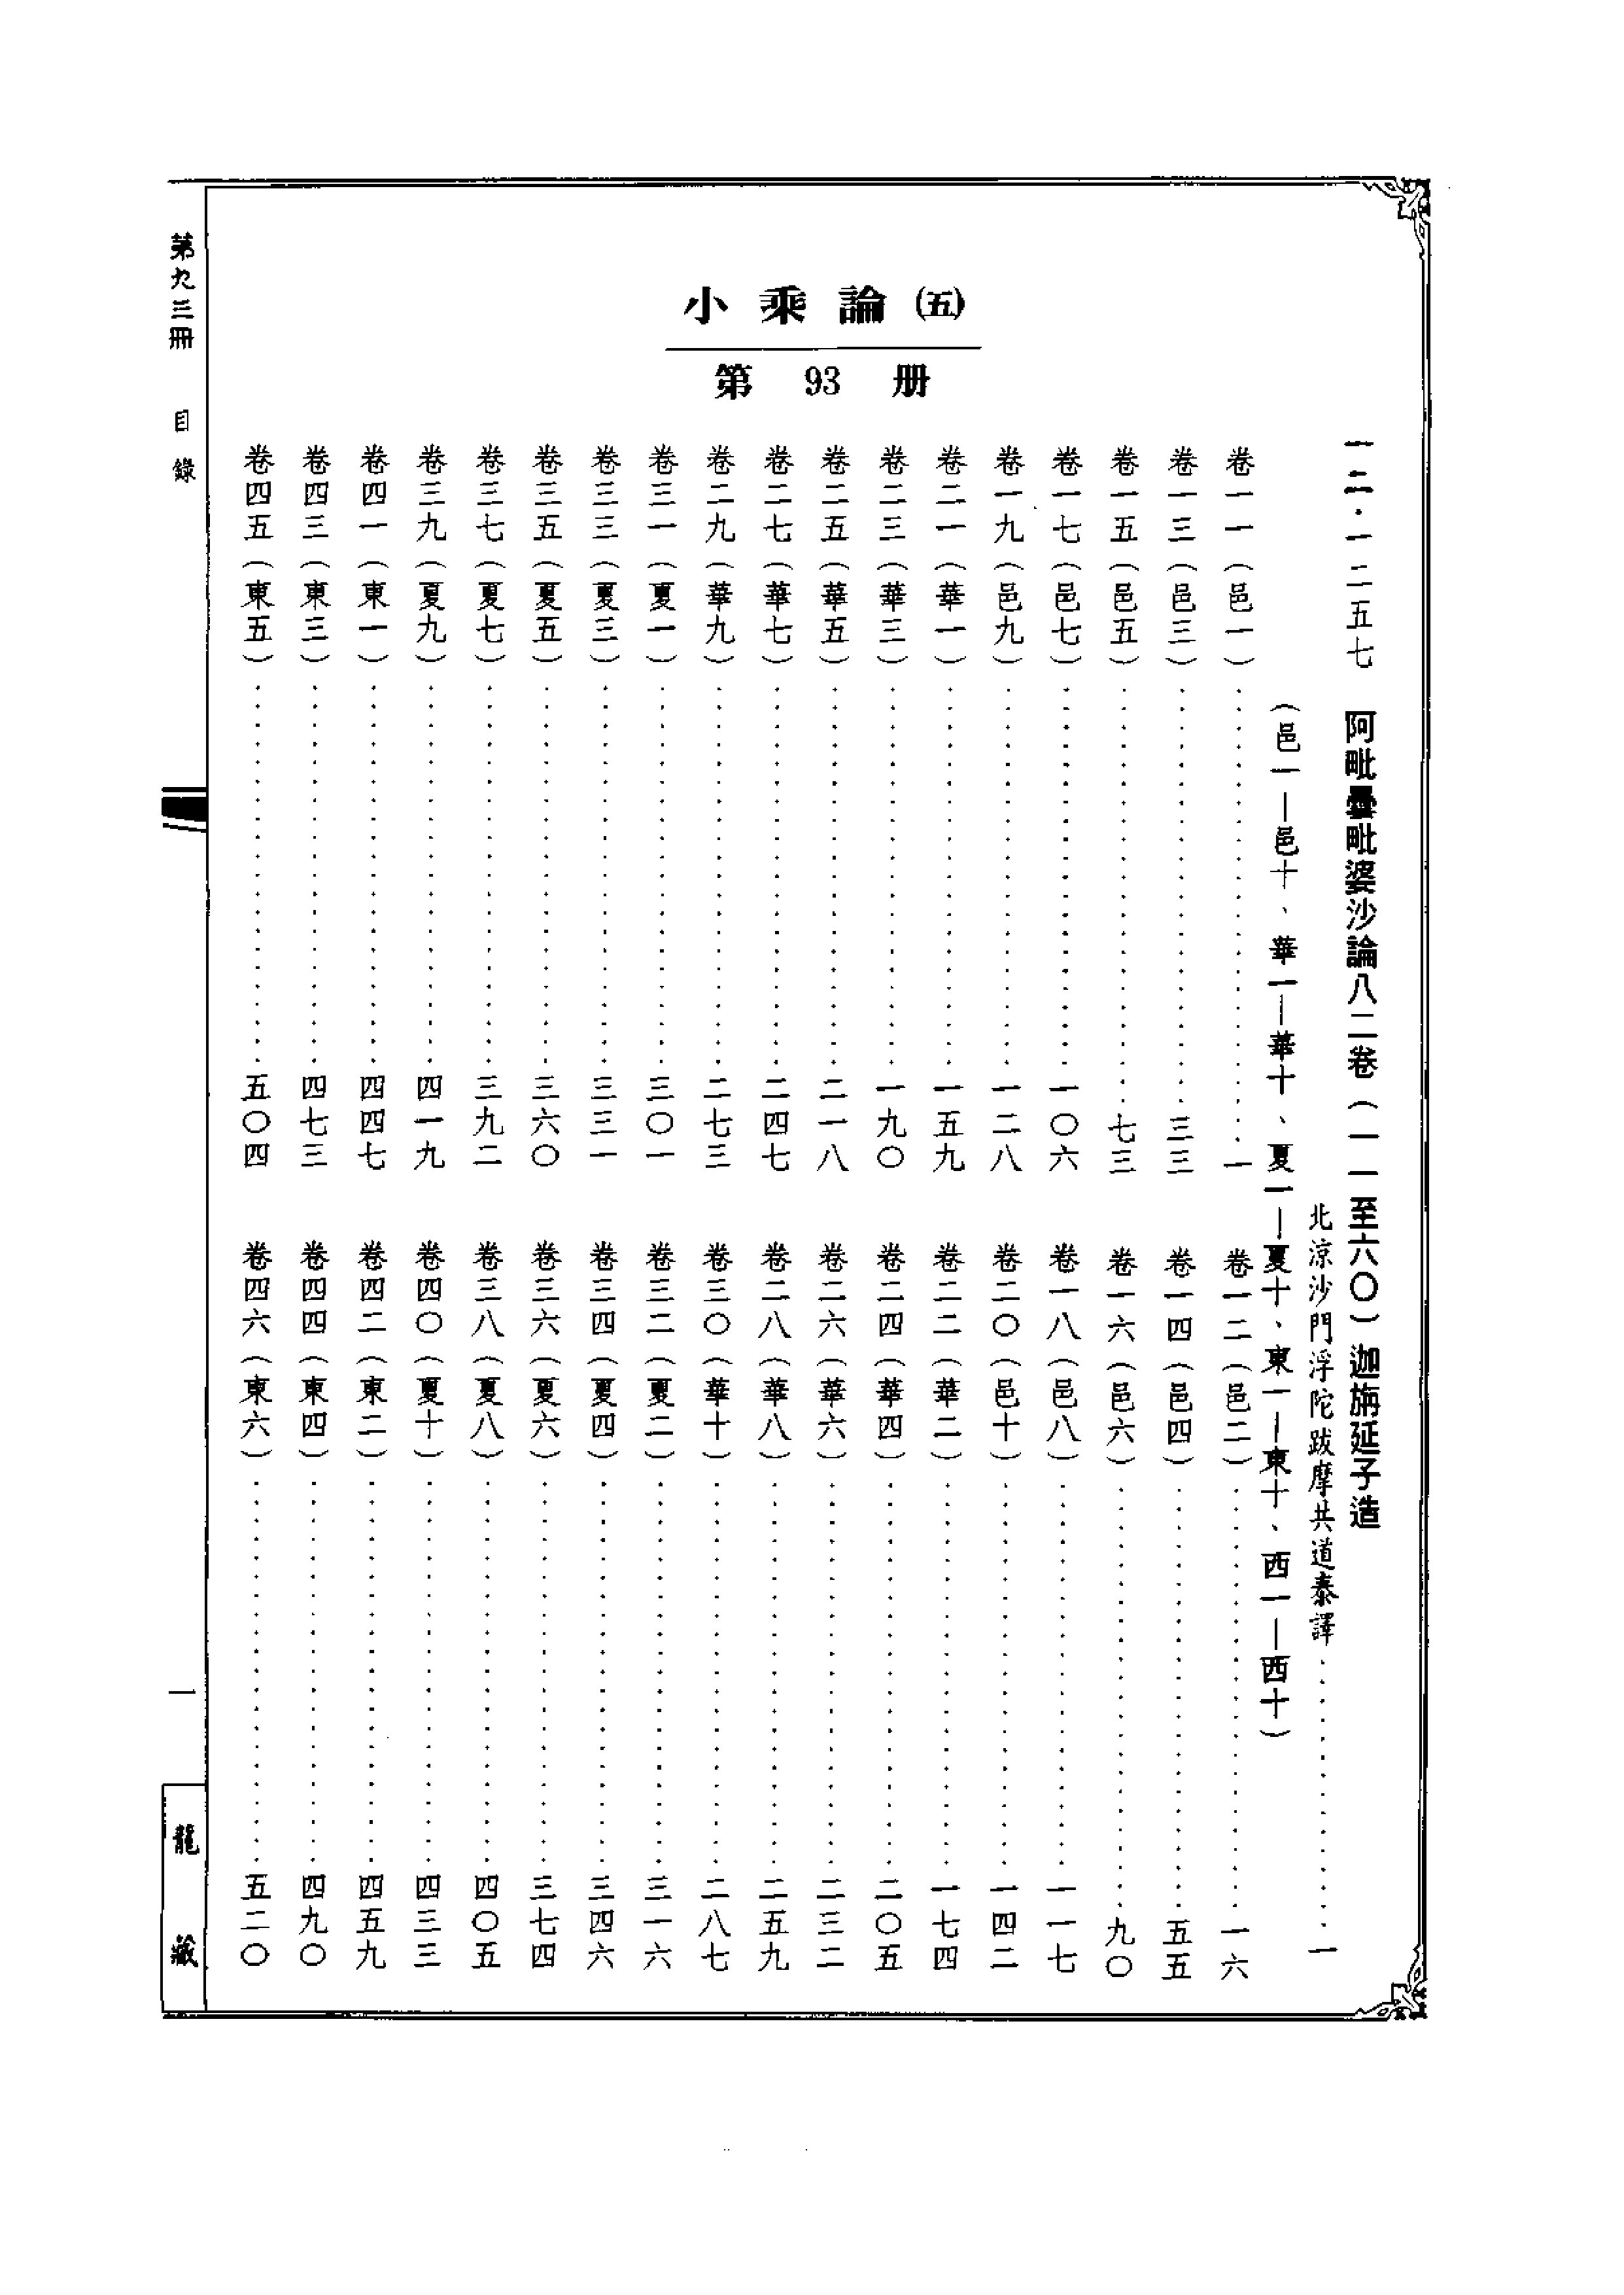 小乘論(五)
第 93 册
一二·一二五七 阿毗曇毗婆沙論八二卷(一一至六〇)迦旃延子造
北涼沙門浮陀跋摩共道泰譯……一
(邑一—邑十、華一—華十、夏一—夏十、東一—東十、西一—西十)
卷一一(邑一)……一
卷一二(邑二)……一六
卷一三(邑三)……三三
卷一四(邑四)……五五
卷一五(邑五)……七三
卷一六(邑六)……九〇
卷一七(邑七)……一〇六
卷一八(邑八)……一一七
卷一九(邑九)……一二八
卷二〇(邑十)……一四二
卷二一(華一)……一五九
卷二二(華二)……一七四
卷二三(華三)……一九〇
卷二四(華四)……二〇五
卷二五(華五)……二一八
卷二六(華六)……二三二
卷二七(華七)……二四七
卷二八(華八)……二五九
卷二九(華九)……二七三
卷三〇(華十)……二八七
卷三一(夏一)……三〇一
卷三二(夏二)……三一六
卷三三(夏三)……三三一
卷三四(夏四)……三四六
卷三五(夏五)……三六〇
卷三六(夏六)……三七四
卷三七(夏七)……三九二
卷三八(夏八)……四〇五
卷三九(夏九)……四一九
卷四〇(夏十)……四三三
卷四一(東一)……四四七
卷四二(東二)……四五九
卷四三(東三)……四七三
卷四四(東四)……四九〇
卷四五(東五)……五〇四
卷四六(東六)……五二〇
第九三冊 目錄
一
龍藏